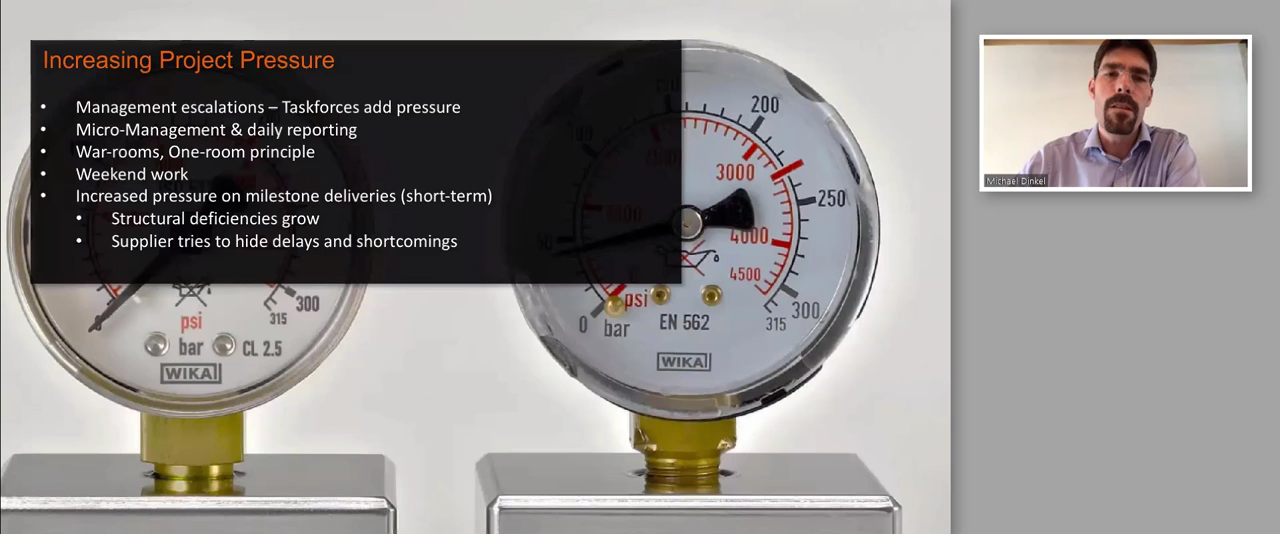 Increasing Project Pressure
• Management escalations – Taskforces add pressure
• Micro-Management & daily reporting
• War-rooms, One-room principle
• Weekend work
• Increased pressure on milestone deliveries (short-term)
• Structural deficiencies grow
• Supplier tries to hide delays and shortcomings
300
315
psi
bar
CL 2.5
WIKA
200
3000
250
4000
4500
psi
0
bar
EN 562
300
315
WIKA
Michael Dinkel